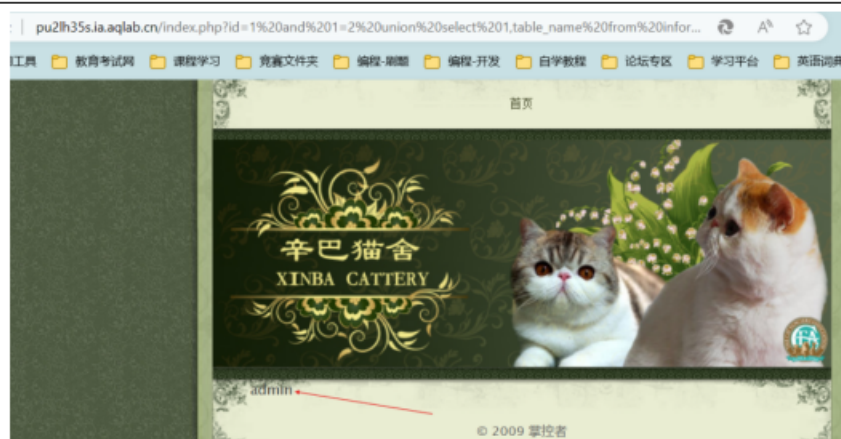 pu2lh35s.ia.aqlab.cn/index.php?id=1%20and%201=2%20union%20select%201,table_name%20from%20infor...
工具 教育考试网 课程学习 竞赛文件夹 编程-刷题 编程-开发 自学教程 论坛专区 学习平台 英语词典
首页
辛巴猫舍
XINBA CATTERY
admin
© 2009 掌控者